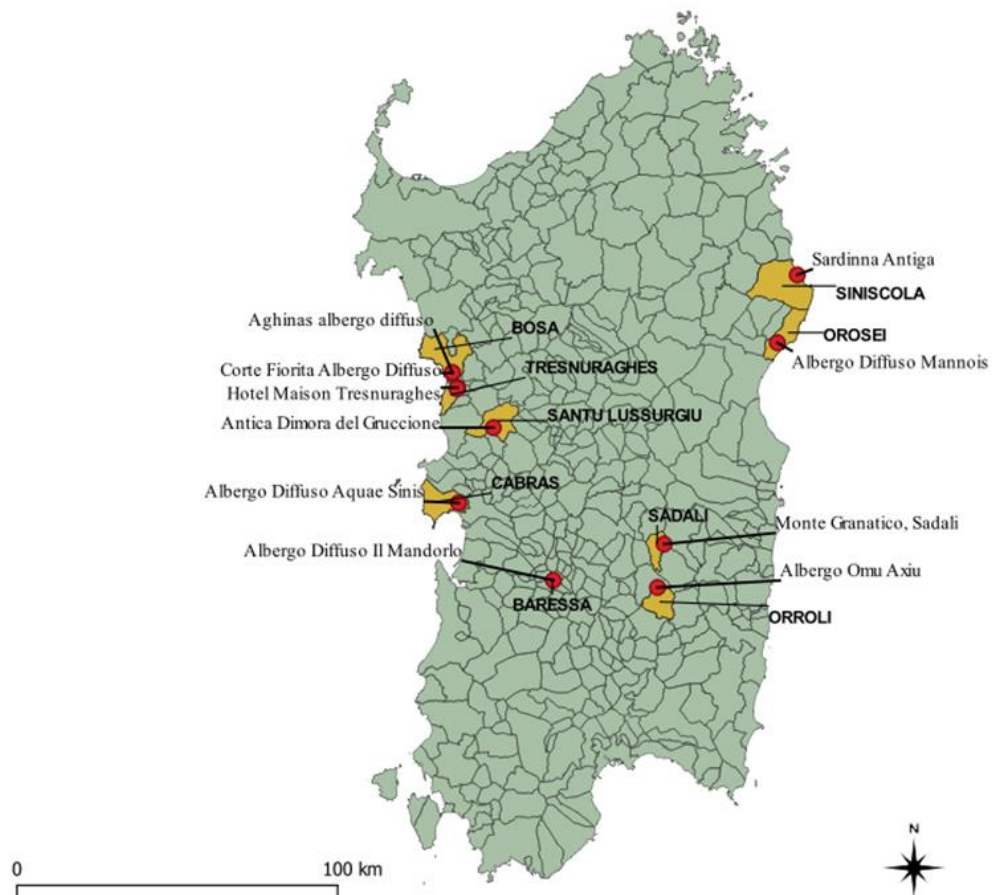 Sardinna Antiga
SINISCOLA
Aghinas albergo diffuso
BOSA
OROSEI
Albergo Diffuso Mannois
Corte Fiorita Albergo Diffuso
TRESNURAGHES
Hotel Maison Tresnuraghes
SANTU LUSSURGIU
Antica Dimora del Gruccione
CABRAS
Albergo Diffuso Aquae Sinis
SADALI
Monte Granatico, Sadali
Albergo Diffuso Il Mandorlo
Albergo Omu Axiu
BARESSA
ORROLI
N
0
100 km